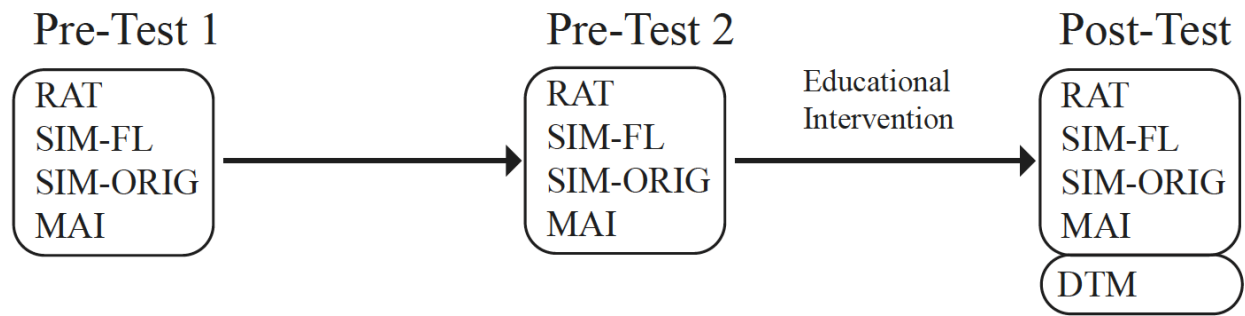 Pre-Test 1
RAT
SIM-FL
SIM-ORIG
MAI
Pre-Test 2
RAT
SIM-FL
SIM-ORIG
MAI
Educational
Intervention
Post-Test
RAT
SIM-FL
SIM-ORIG
MAI
DTM